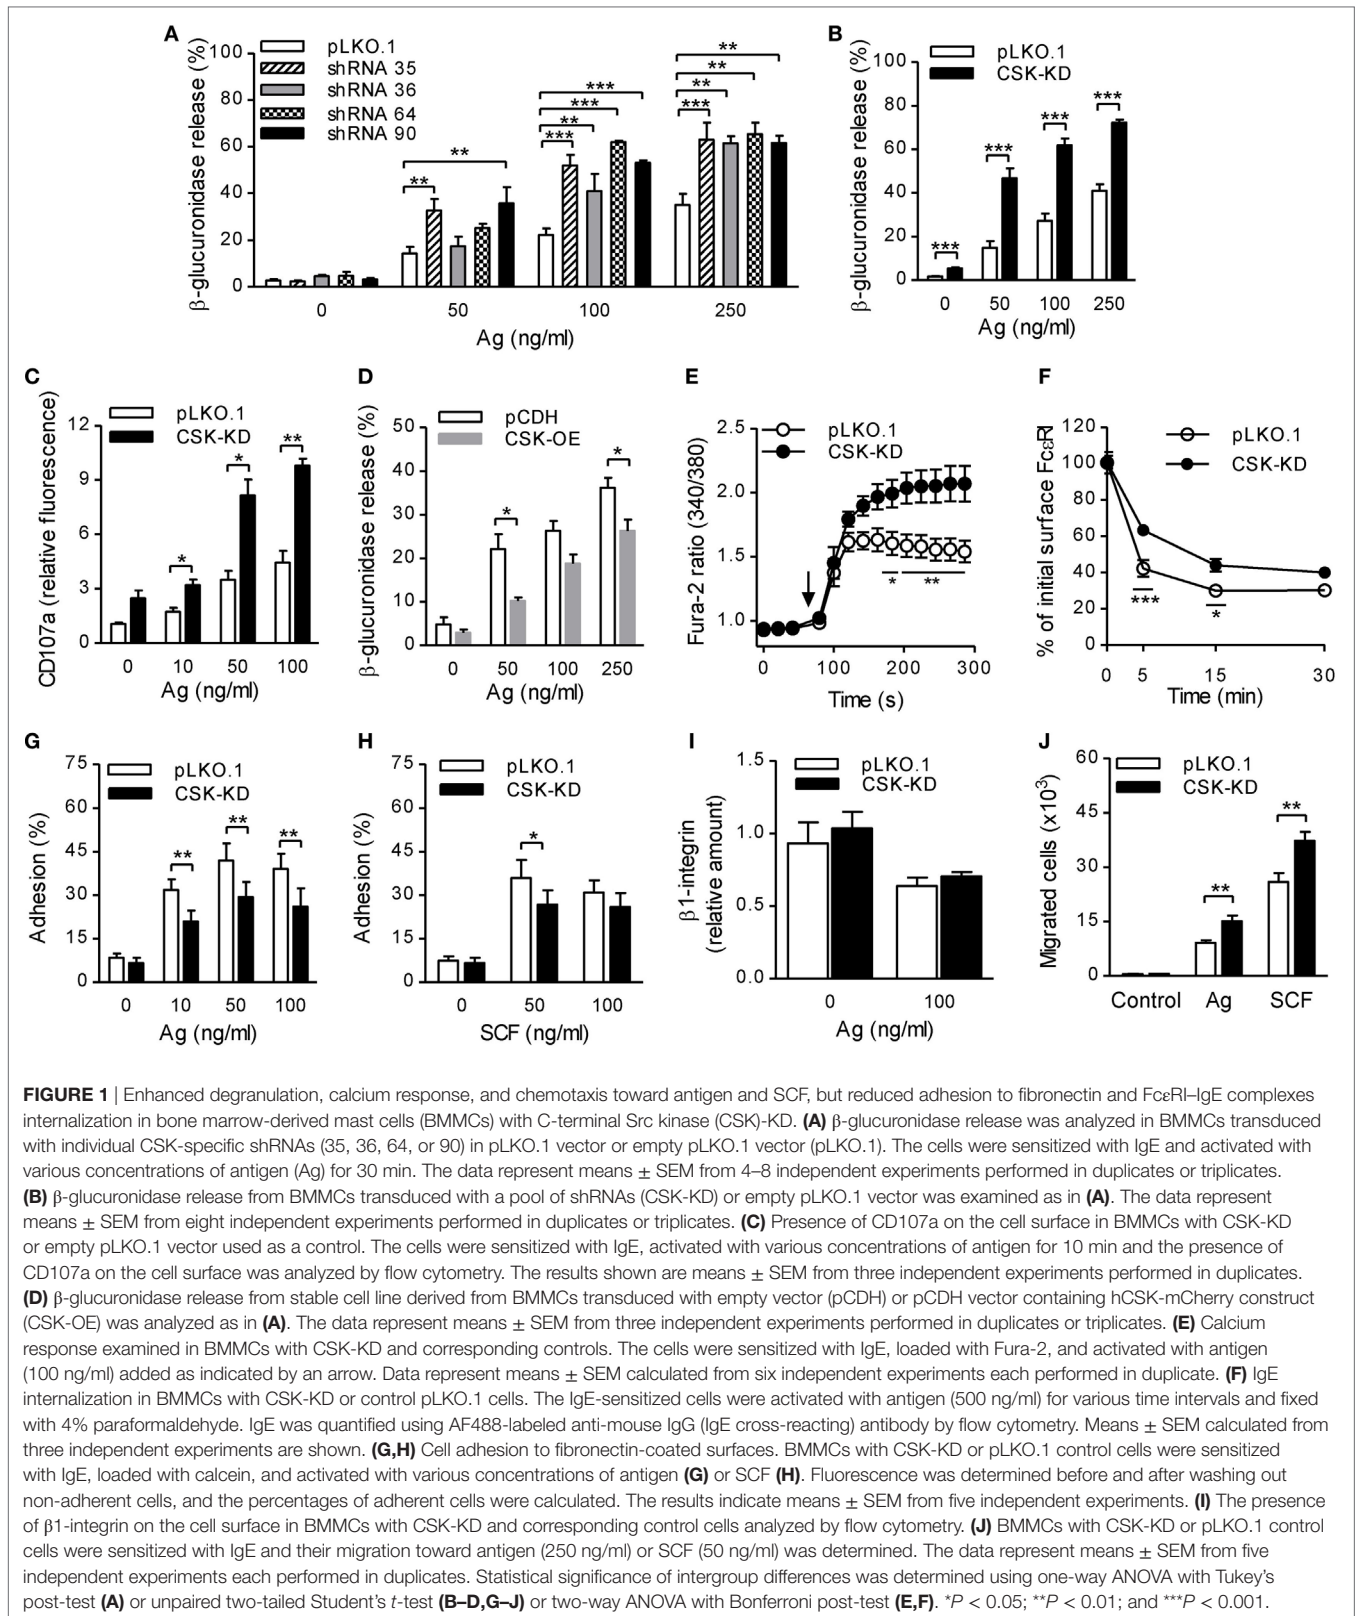 A
pLKO.1
shRNA 35
shRNA 36
shRNA 64
shRNA 90
β-glucuronidase release (%)
100
80
60
40
20
0
** ** *** ** *** *** *** ** ** **
0 50 100 250
Ag (ng/ml)
B
pLKO.1
CSK-KD
β-glucuronidase release (%)
100
80
60
40
20
0
*** *** *** ***
0 50 100 250
Ag (ng/ml)
C
pLKO.1
CSK-KD
CD107a (relative fluorescence)
12
9
6
3
0
* * **
0 10 50 100
Ag (ng/ml)
D
pCDH
CSK-OE
β-glucuronidase release (%)
50
40
30
20
10
0
* *
0 50 100 250
Ag (ng/ml)
E
pLKO.1
CSK-KD
Fura-2 ratio (340/380)
2.5
2.0
1.5
1.0
* **
0 100 200 300
Time (s)
F
pLKO.1
CSK-KD
% of initial surface FcεRI
120
100
80
60
40
20
0
*** *
0 5 15 30
Time (min)
G
pLKO.1
CSK-KD
Adhesion (%)
75
60
45
30
15
0
** ** **
0 10 50 100
Ag (ng/ml)
H
pLKO.1
CSK-KD
Adhesion (%)
75
60
45
30
15
0
*
0 50 100
SCF (ng/ml)
I
pLKO.1
CSK-KD
β1-integrin
(relative amount)
1.5
1.0
0.5
0.0
0 100
Ag (ng/ml)
J
pLKO.1
CSK-KD
Migrated cells (x10³)
60
45
30
15
0
** **
Control Ag SCF
FIGURE 1 | Enhanced degranulation, calcium response, and chemotaxis toward antigen and SCF, but reduced adhesion to fibronectin and FcεRI–IgE complexes
internalization in bone marrow-derived mast cells (BMMCs) with C-terminal Src kinase (CSK)-KD. (A) β-glucuronidase release was analyzed in BMMCs transduced
with individual CSK-specific shRNAs (35, 36, 64, or 90) in pLKO.1 vector or empty pLKO.1 vector (pLKO.1). The cells were sensitized with IgE and activated with
various concentrations of antigen (Ag) for 30 min. The data represent means ± SEM from 4–8 independent experiments performed in duplicates or triplicates.
(B) β-glucuronidase release from BMMCs transduced with a pool of shRNAs (CSK-KD) or empty pLKO.1 vector was examined as in (A). The data represent
means ± SEM from eight independent experiments performed in duplicates or triplicates. (C) Presence of CD107a on the cell surface in BMMCs with CSK-KD
or empty pLKO.1 vector used as a control. The cells were sensitized with IgE, activated with various concentrations of antigen for 10 min and the presence of
CD107a on the cell surface was analyzed by flow cytometry. The results shown are means ± SEM from three independent experiments performed in duplicates.
(D) β-glucuronidase release from stable cell line derived from BMMCs transduced with empty vector (pCDH) or pCDH vector containing hCSK-mCherry construct
(CSK-OE) was analyzed as in (A). The data represent means ± SEM from three independent experiments performed in duplicates or triplicates. (E) Calcium
response examined in BMMCs with CSK-KD and corresponding controls. The cells were sensitized with IgE, loaded with Fura-2, and activated with antigen
(100 ng/ml) added as indicated by an arrow. Data represent means ± SEM calculated from six independent experiments each performed in duplicate. (F) IgE
internalization in BMMCs with CSK-KD or control pLKO.1 cells. The IgE-sensitized cells were activated with antigen (500 ng/ml) for various time intervals and fixed
with 4% paraformaldehyde. IgE was quantified using AF488-labeled anti-mouse IgG (IgE cross-reacting) antibody by flow cytometry. Means ± SEM calculated from
three independent experiments are shown. (G,H) Cell adhesion to fibronectin-coated surfaces. BMMCs with CSK-KD or pLKO.1 control cells were sensitized
with IgE, loaded with calcein, and activated with various concentrations of antigen (G) or SCF (H). Fluorescence was determined before and after washing out
non-adherent cells, and the percentages of adherent cells were calculated. The results indicate means ± SEM from five independent experiments. (I) The presence
of β1-integrin on the cell surface in BMMCs with CSK-KD and corresponding control cells analyzed by flow cytometry. (J) BMMCs with CSK-KD or pLKO.1 control
cells were sensitized with IgE and their migration toward antigen (250 ng/ml) or SCF (50 ng/ml) was determined. The data represent means ± SEM from five
independent experiments each performed in duplicates. Statistical significance of intergroup differences was determined using one-way ANOVA with Tukey's
post-test (A) or unpaired two-tailed Student's t-test (B–D,G–J) or two-way ANOVA with Bonferroni post-test (E,F). *P < 0.05; **P < 0.01; and ***P < 0.001.